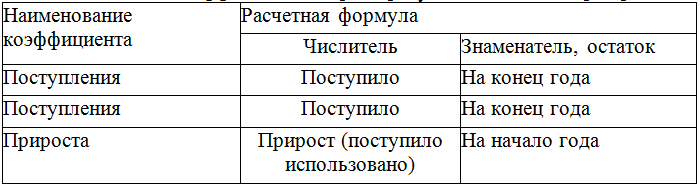 Наименование коэффициента
Расчетная формула
Числитель
Знаменатель, остаток
Поступления
Поступило
На конец года
Поступления
Поступило
На конец года
Прироста
Прирост (поступило
использовано)
На начало года